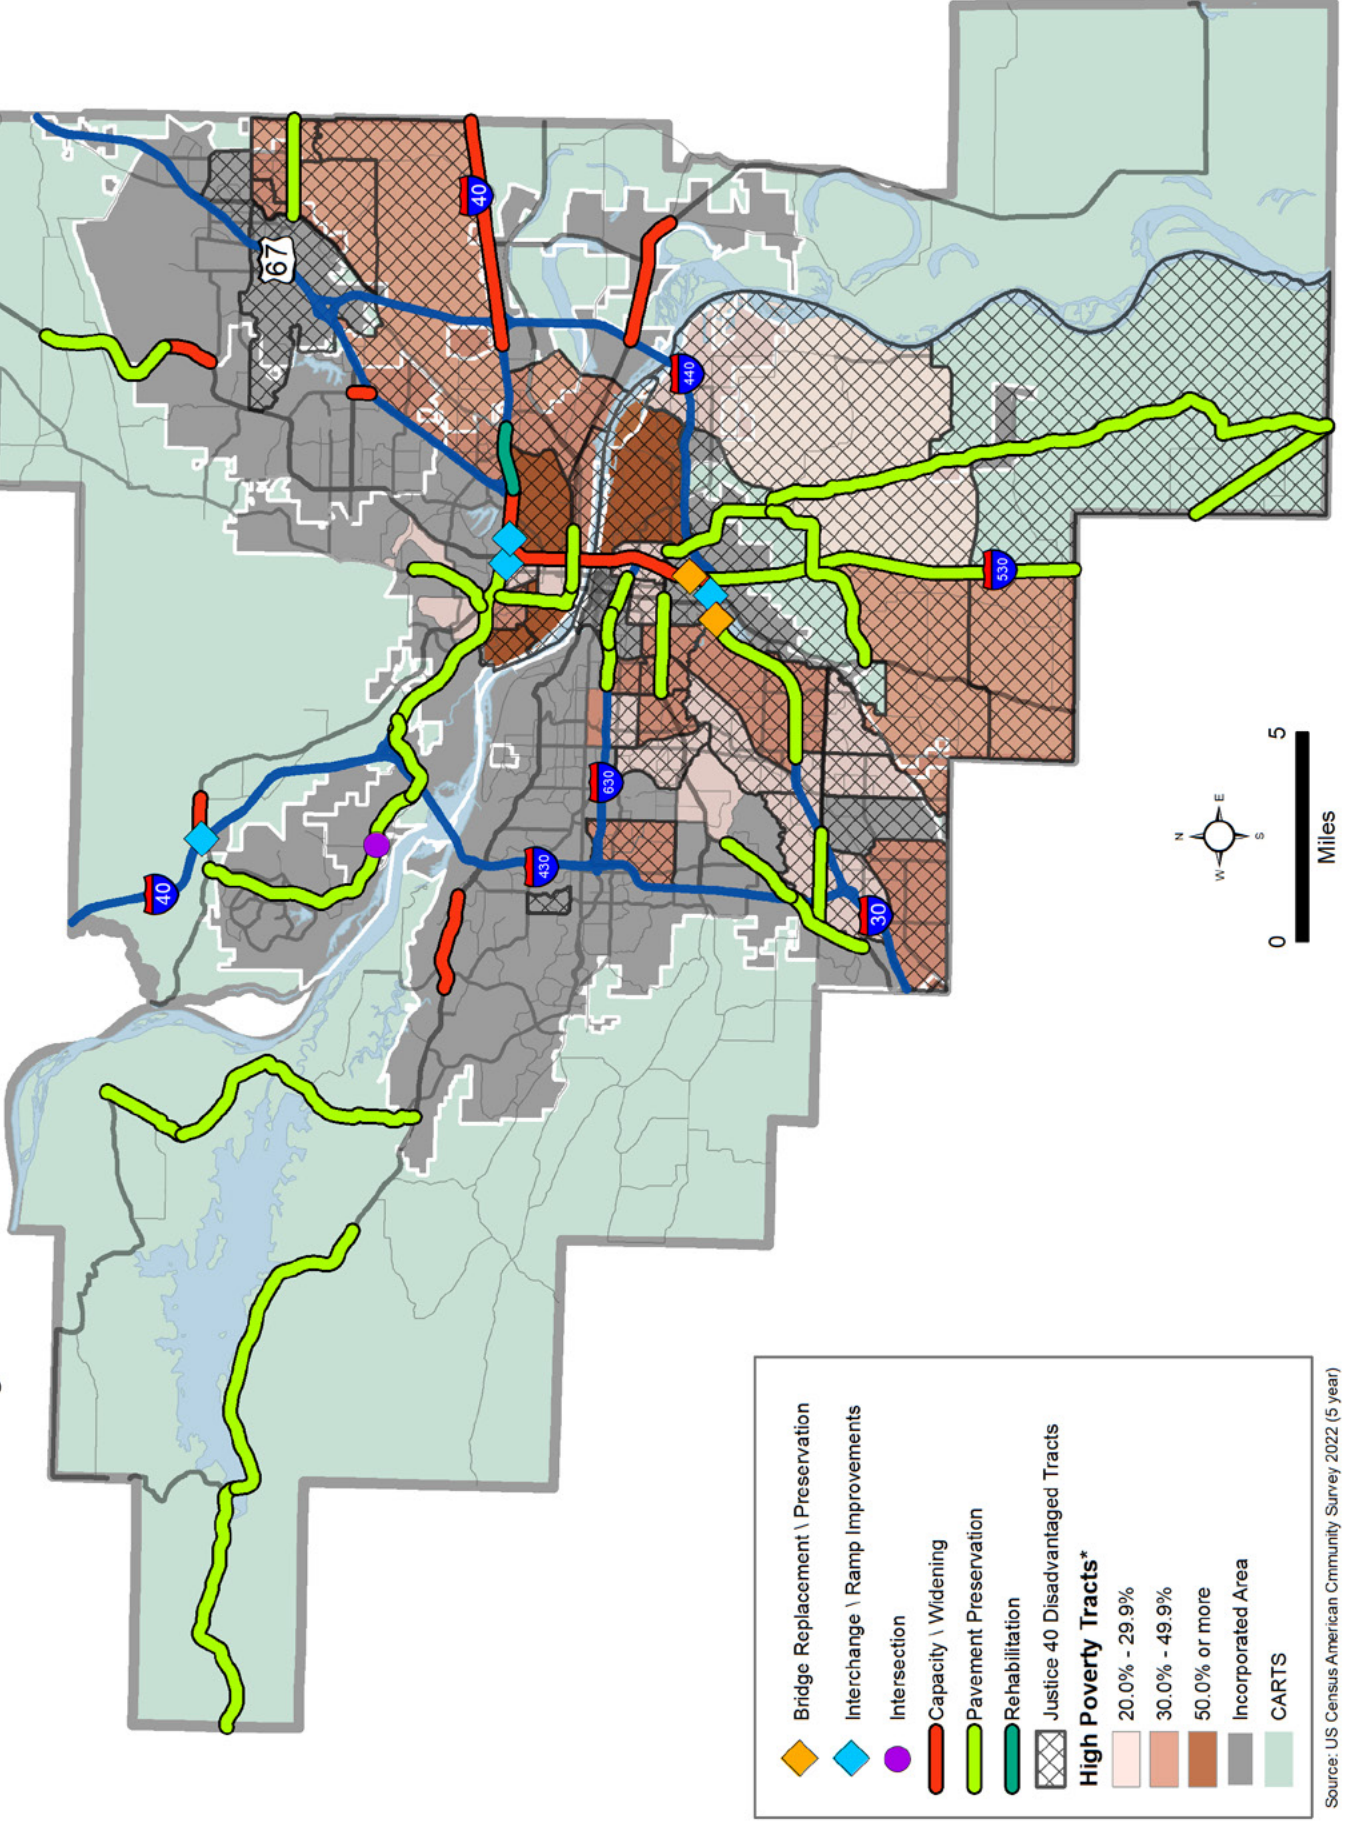 67
40
440
40
630
430
530
30
N
W
E
S
0
5
Miles
Bridge Replacement \ Preservation
Interchange \ Ramp Improvements
Intersection
Capacity \ Widening
Pavement Preservation
Rehabilitation
Justice 40 Disadvantaged Tracts
High Poverty Tracts*
20.0% - 29.9%
30.0% - 49.9%
50.0% or more
Incorporated Area
CARTS
Source: US Census American Cmmunity Survey 2022 (5 year)